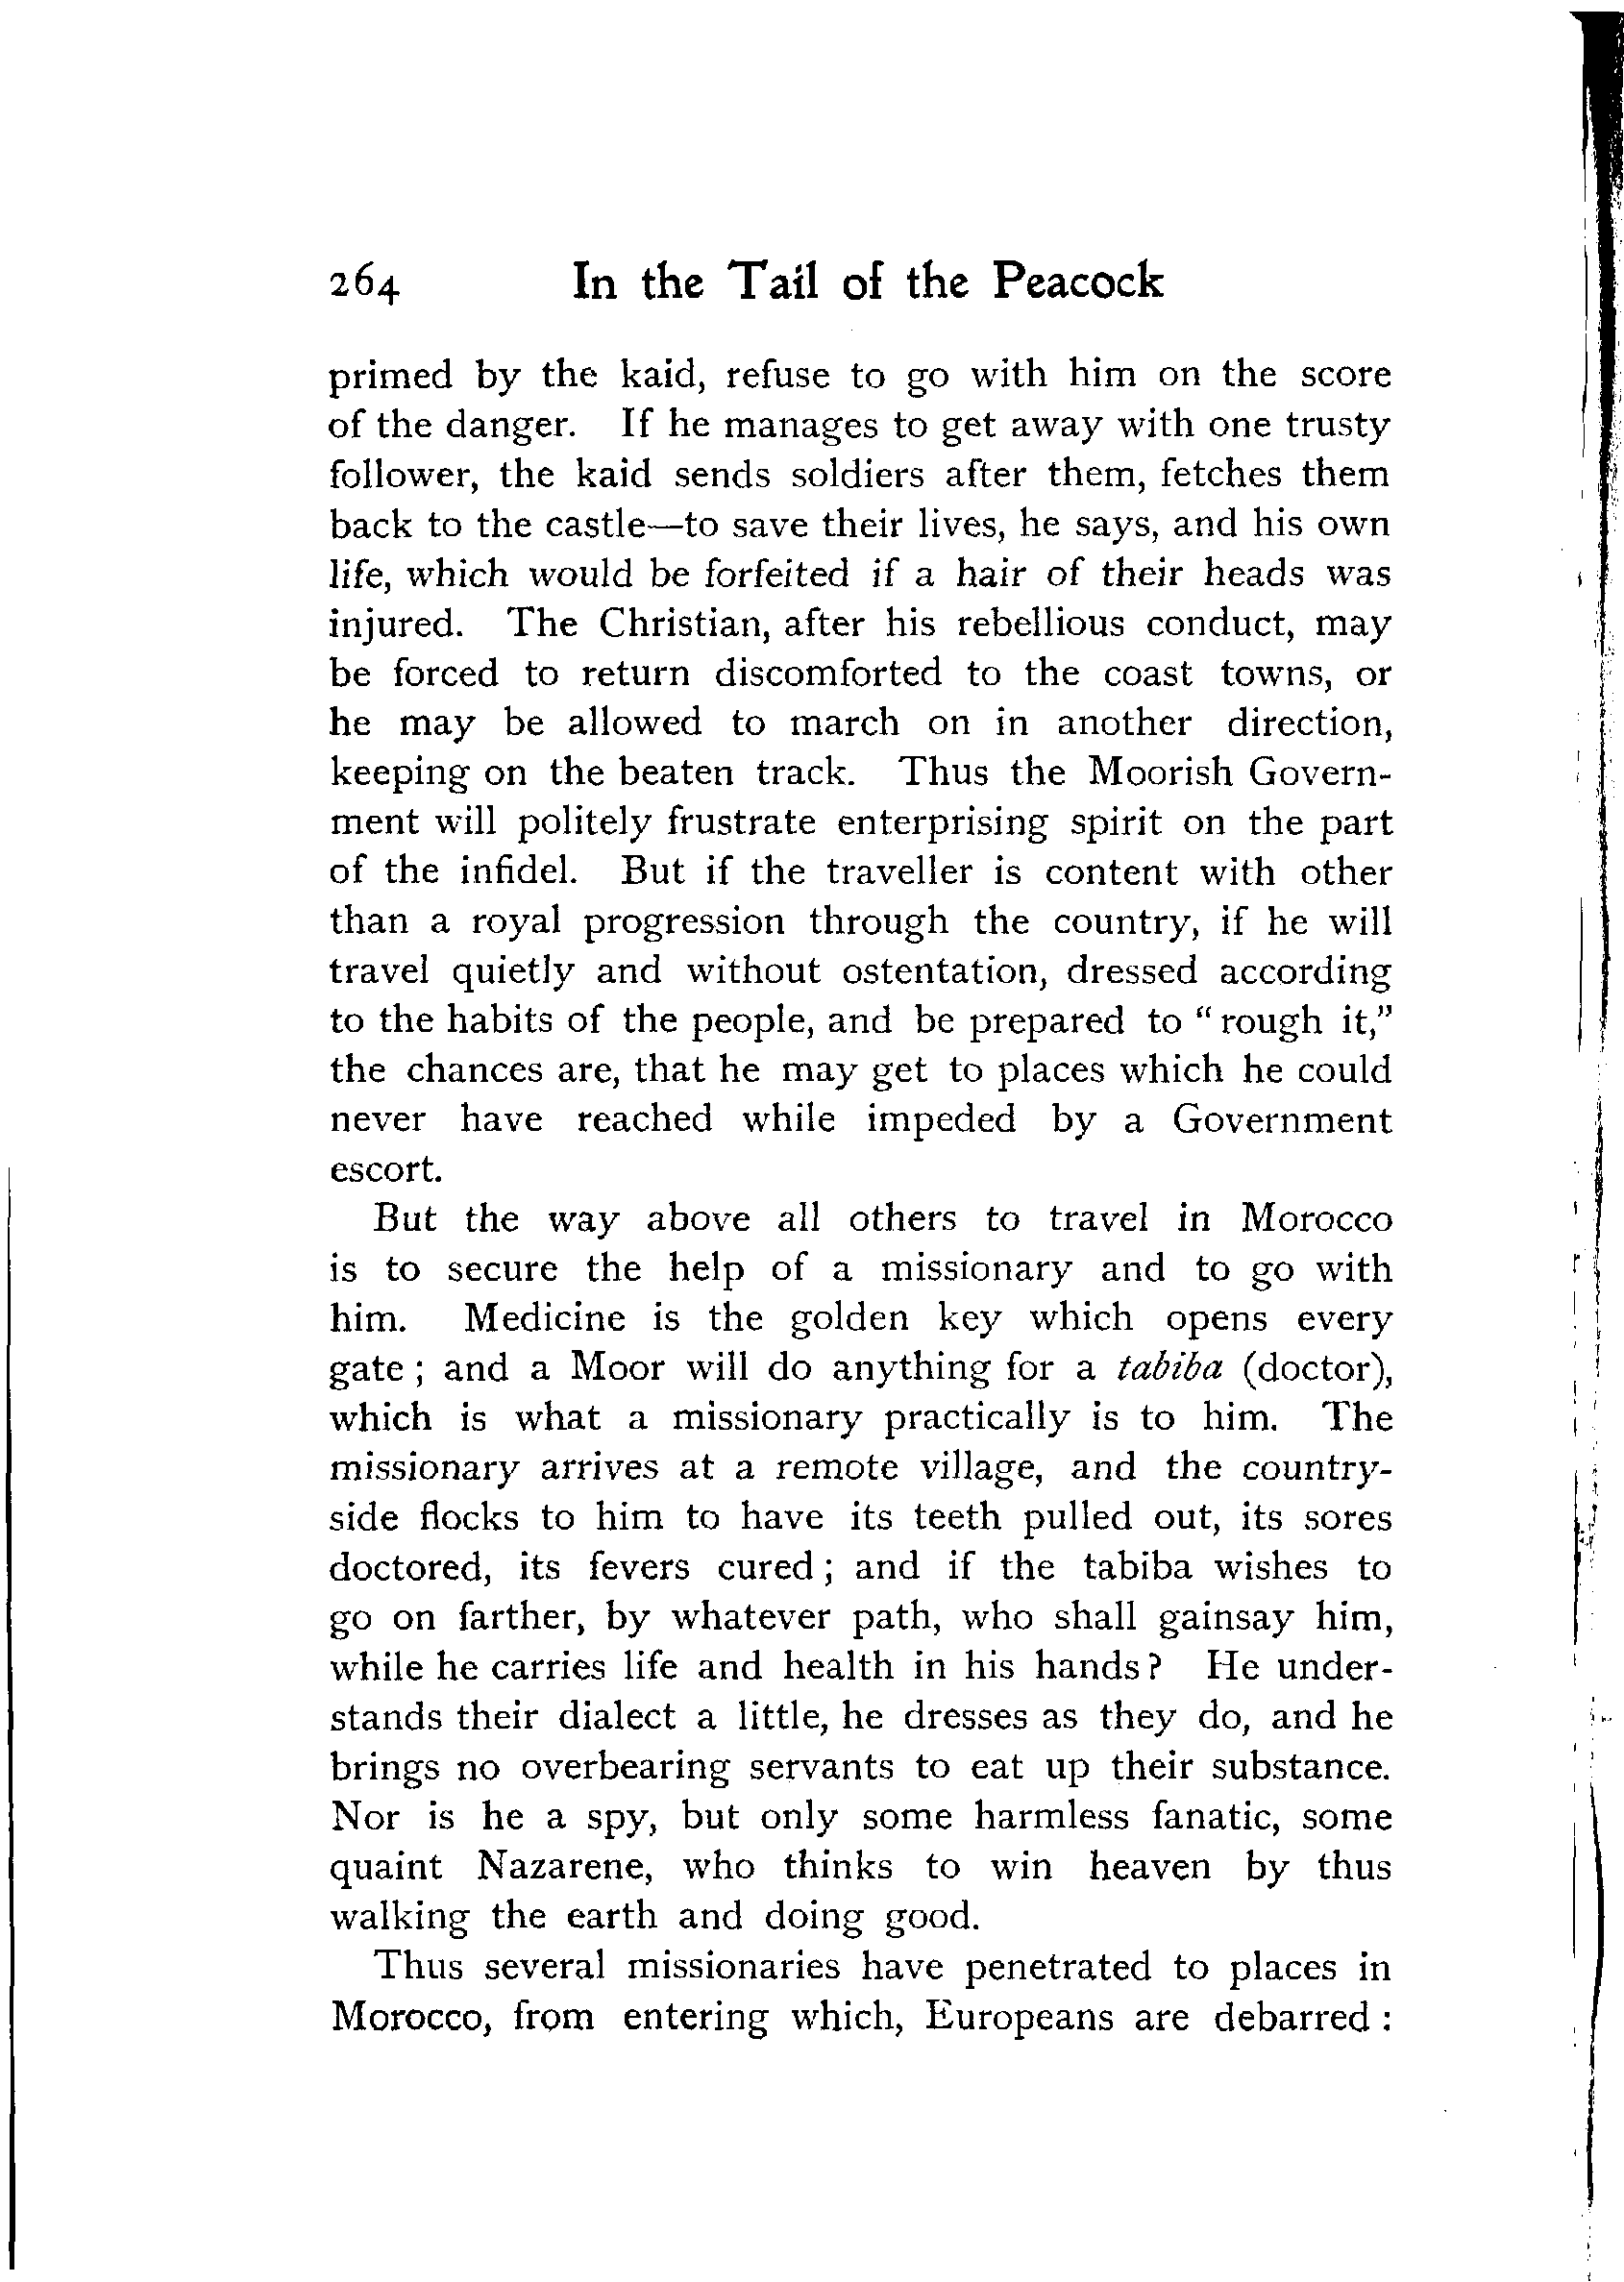 264 In the Tail of the Peacock
primed by the kaid, refuse to go with him on the score
of the danger. If he manages to get away with one trusty
follower, the kaid sends soldiers after them, fetches them
back to the castle—to save their lives, he says, and his own
life, which would be forfeited if a hair of their heads was
injured. The Christian, after his rebellious conduct, may
be forced to return discomforted to the coast towns, or
he may be allowed to march on in another direction,
keeping on the beaten track. Thus the Moorish Govern-
ment will politely frustrate enterprising spirit on the part
of the infidel. But if the traveller is content with other
than a royal progression through the country, if he will
travel quietly and without ostentation, dressed according
to the habits of the people, and be prepared to “rough it,”
the chances are, that he may get to places which he could
never have reached while impeded by a Government
escort.
But the way above all others to travel in Morocco
is to secure the help of a missionary and to go with
him. Medicine is the golden key which opens every
gate; and a Moor will do anything for a tabiba (doctor),
which is what a missionary practically is to him. The
missionary arrives at a remote village, and the country-
side flocks to him to have its teeth pulled out, its sores
doctored, its fevers cured; and if the tabiba wishes to
go on farther, by whatever path, who shall gainsay him,
while he carries life and health in his hands? He under-
stands their dialect a little, he dresses as they do, and he
brings no overbearing servants to eat up their substance.
Nor is he a spy, but only some harmless fanatic, some
quaint Nazarene, who thinks to win heaven by thus
walking the earth and doing good.
Thus several missionaries have penetrated to places in
Morocco, from entering which, Europeans are debarred: